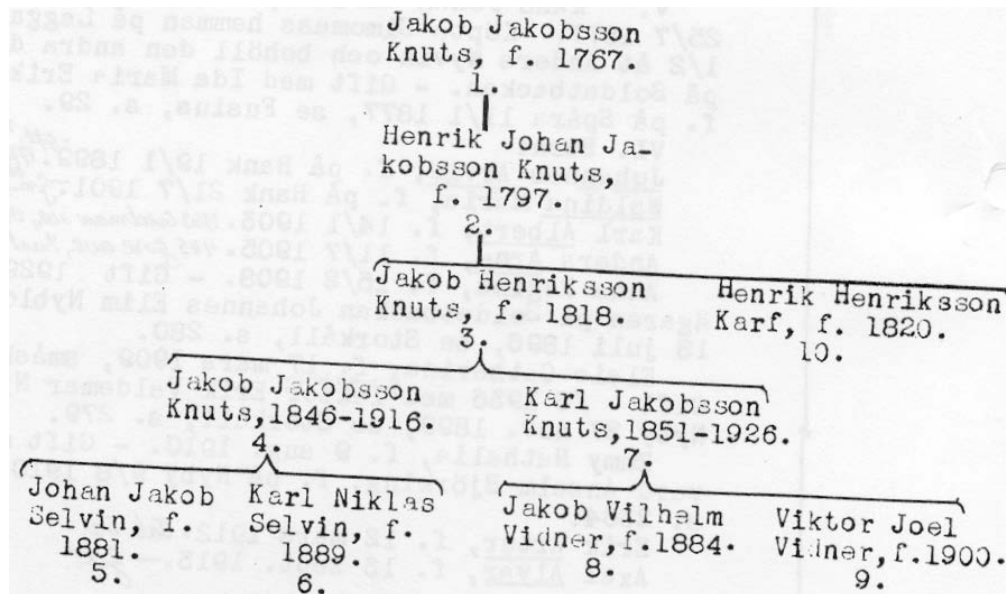 Jakob Jakobsson
Knuts, f. 1767.
1.
Henrik Johan Ja-
kobsson Knuts,
f. 1797.
2.
Jakob Henriksson
Knuts, f. 1818.
3.
Henrik Henriksson
Karf, f. 1820.
10.
Jakob Jakobsson
Knuts,1846-1916.
4.
Karl Jakobsson
Knuts,1851-1926.
7.
Johan Jakob
Selvin, f.
1881.
5.
Karl Niklas
Selvin, f.
1889.
6.
Jakob Vilhelm
Vidner,f.1884.
8.
Viktor Joel
Vidner,f.1900.
9.